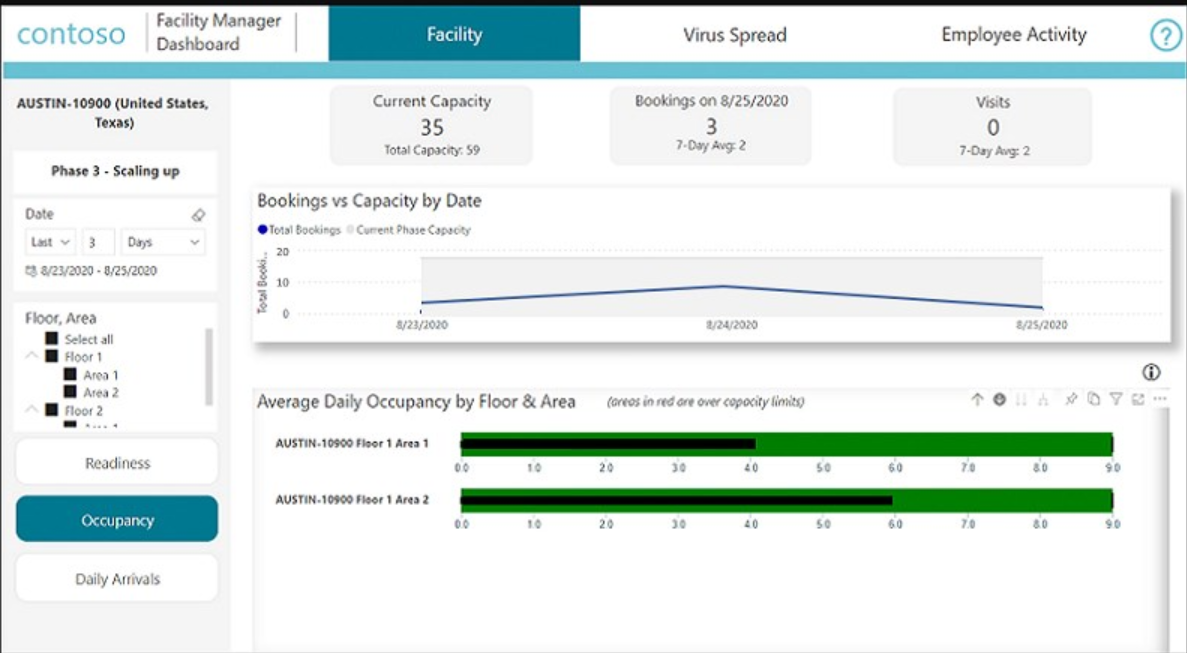 contoso
Facility Manager
Dashboard
Facility
Virus Spread
Employee Activity
?
AUSTIN-10900 (United States,
Texas)
Phase 3 - Scaling up
Date
Last
3
Days
8/23/2020 - 8/25/2020
Floor, Area
Select all
Floor 1
Area 1
Area 2
Floor 2
Readiness
Occupancy
Daily Arrivals
Current Capacity
35
Total Capacity: 59
Bookings on 8/25/2020
3
7-Day Avg: 2
Visits
0
7-Day Avg: 2
Bookings vs Capacity by Date
Total Bookings Current Phase Capacity
Total Booki...
20
10
0
8/23/2020 8/24/2020 8/25/2020
Average Daily Occupancy by Floor & Area (areas in red are over capacity limits)
AUSTIN-10900 Floor 1 Area 1
0.0 1.0 2.0 3.0 4.0 5.0 6.0 7.0 8.0 9.0
AUSTIN-10900 Floor 1 Area 2
0.0 1.0 2.0 3.0 4.0 5.0 6.0 7.0 8.0 9.0